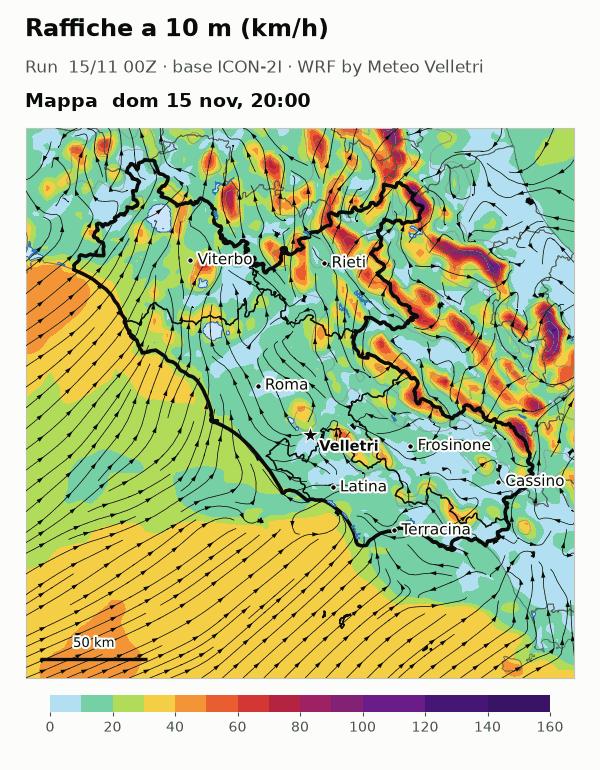 Raffiche a 10 m (km/h)
Run 15/11 00Z · base ICON-2I · WRF by Meteo Velletri
Mappa dom 15 nov, 20:00
Viterbo
Rieti
Roma
Velletri
Frosinone
Latina
Cassino
Terracina
50 km
0 20 40 60 80 100 120 140 160